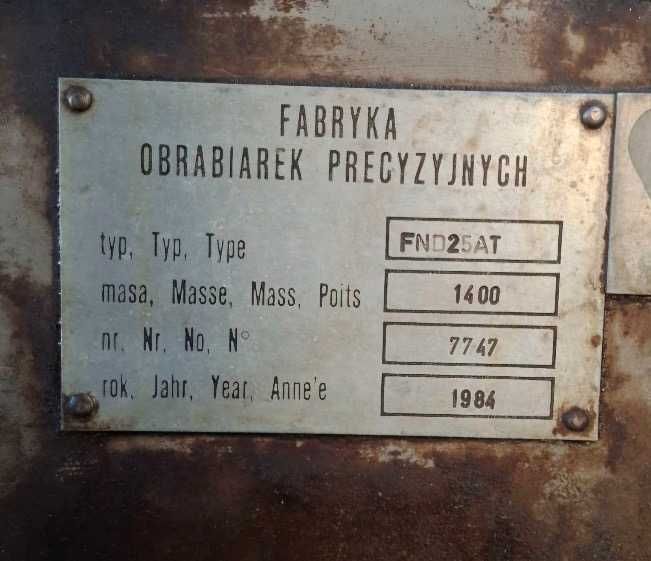 FABRYKA
OBRABIAREK PRECYZYJNYCH
typ, Typ, Type FND25AT
masa, Masse, Mass, Poits 1400
nr, Nr, No, N° 7747
rok, Jahr, Year, Anne'e 1984